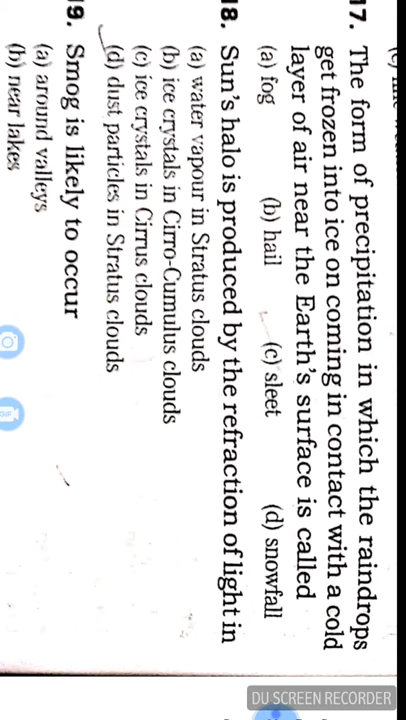 17. The form of precipitation in which the raindrops
get frozen into ice on coming in contact with a cold
layer of air near the Earth's surface is called
(a) fog (b) hail (c) sleet (d) snowfall
18. Sun's halo is produced by the refraction of light in
(a) water vapour in Stratus clouds
(b) ice crystals in Cirro-Cumulus clouds
(c) ice crystals in Cirrus clouds
(d) dust particles in Stratus clouds
19. Smog is likely to occur
(a) around valleys
(b) near lakes
DU SCREEN RECORDER